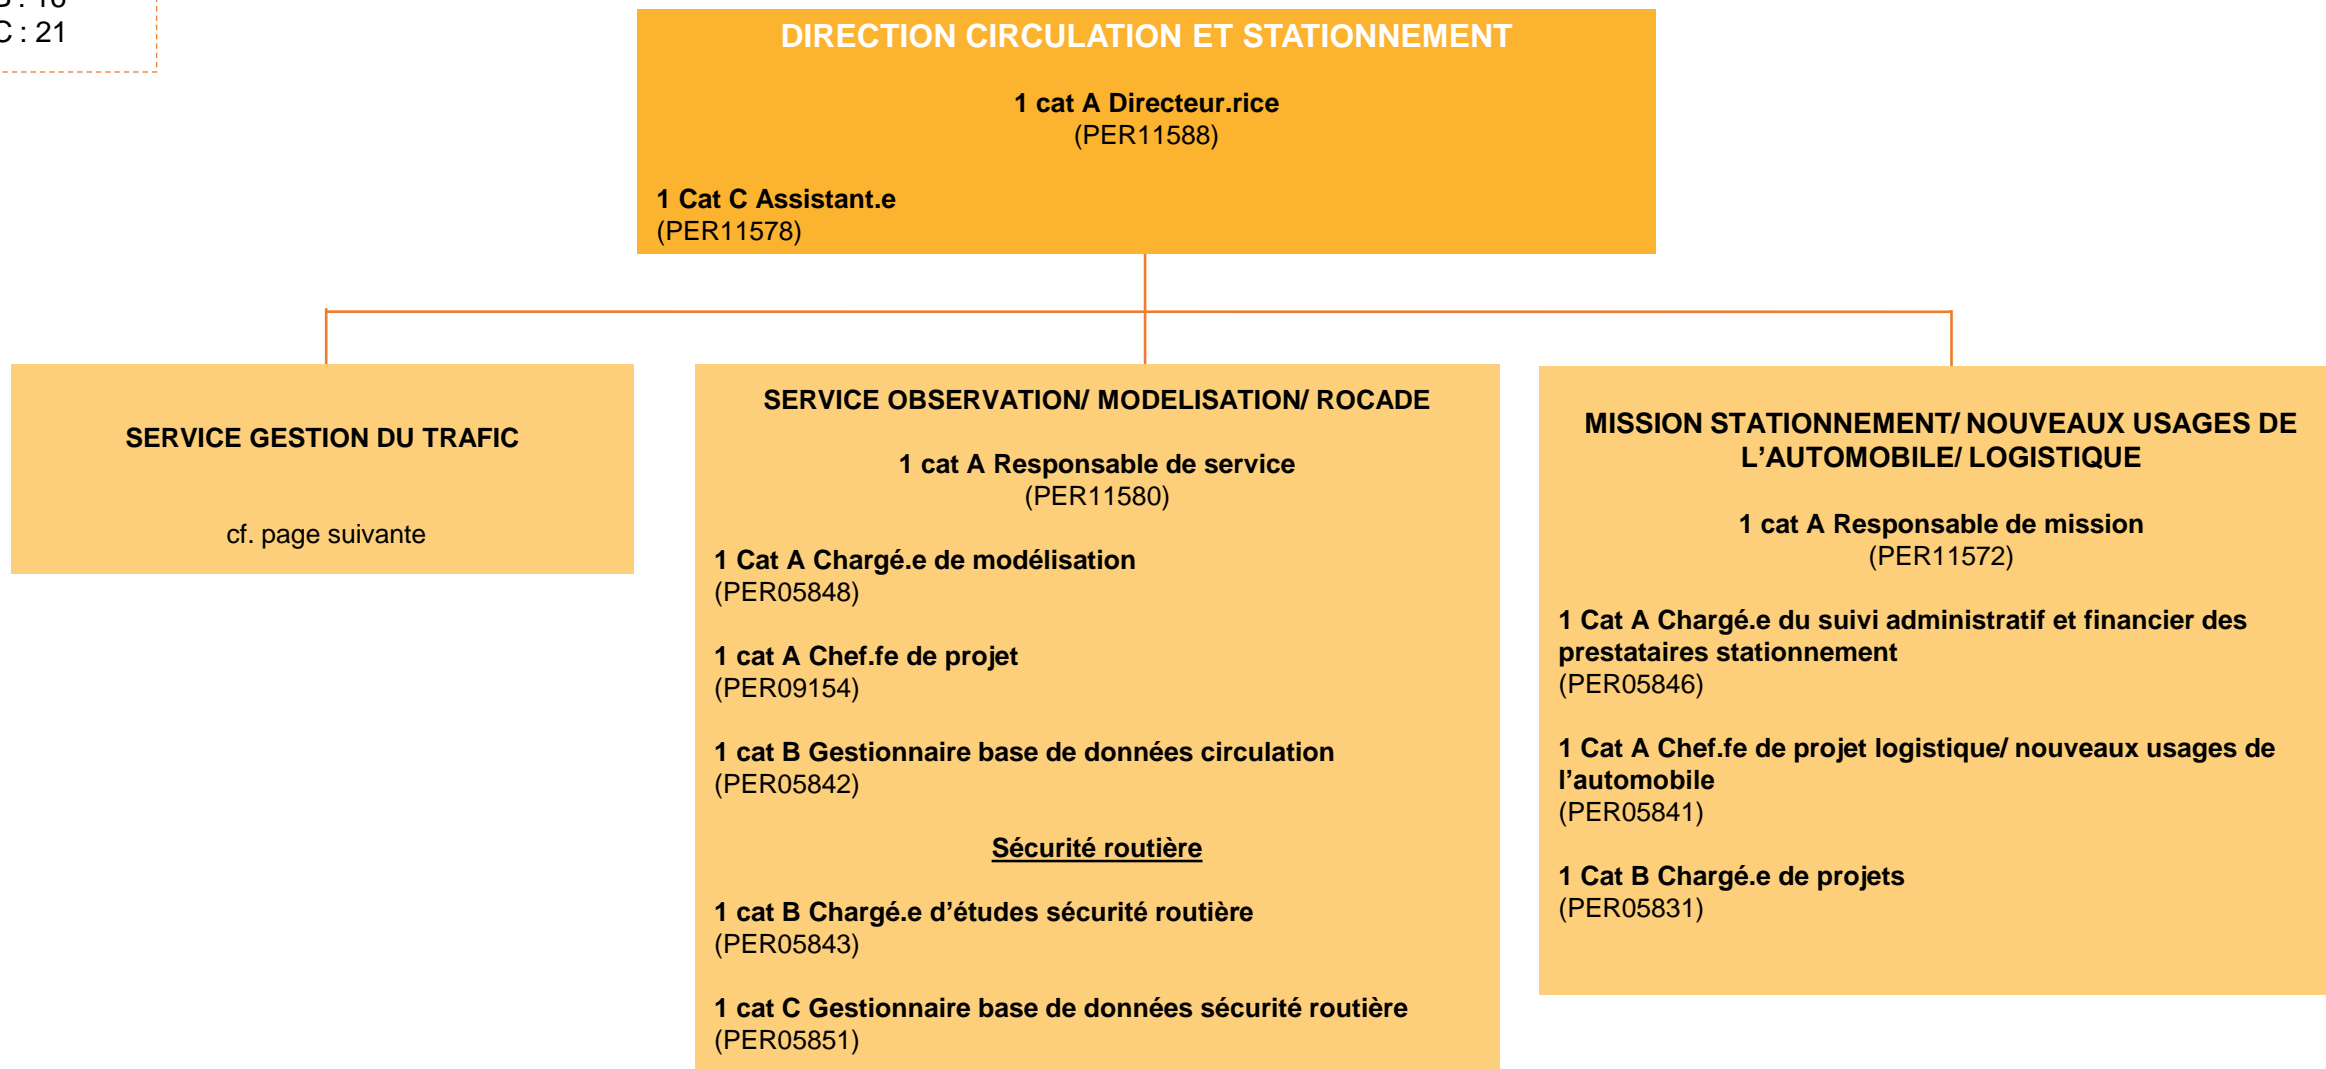 C : 21
DIRECTION CIRCULATION ET STATIONNEMENT
1 cat A Directeur.rice
(PER11588)
1 Cat C Assistant.e
(PER11578)
SERVICE GESTION DU TRAFIC
cf. page suivante
SERVICE OBSERVATION/ MODELISATION/ ROCADE
1 cat A Responsable de service
(PER11580)
1 Cat A Chargé.e de modélisation
(PER05848)
1 cat A Chef.fe de projet
(PER09154)
1 cat B Gestionnaire base de données circulation
(PER05842)
Sécurité routière
1 cat B Chargé.e d’études sécurité routière
(PER05843)
1 cat C Gestionnaire base de données sécurité routière
(PER05851)
MISSION STATIONNEMENT/ NOUVEAUX USAGES DE
L’AUTOMOBILE/ LOGISTIQUE
1 cat A Responsable de mission
(PER11572)
1 Cat A Chargé.e du suivi administratif et financier des
prestataires stationnement
(PER05846)
1 Cat A Chef.fe de projet logistique/ nouveaux usages de
l’automobile
(PER05841)
1 Cat B Chargé.e de projets
(PER05831)